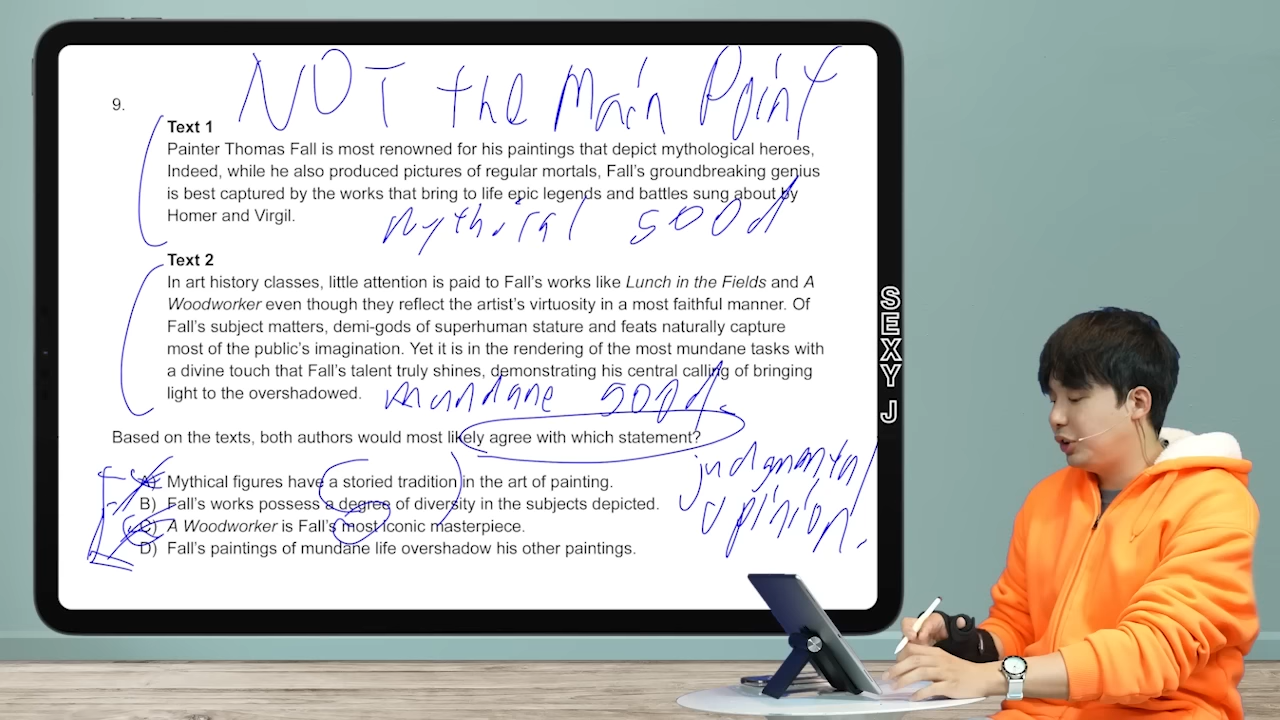 NOT the Main Point
9.
Text 1
Painter Thomas Fall is most renowned for his paintings that depict mythological heroes,
Indeed, while he also produced pictures of regular mortals, Fall's groundbreaking genius
is best captured by the works that bring to life epic legends and battles sung about by
Homer and Virgil.
mythical good
Text 2
In art history classes, little attention is paid to Fall's works like Lunch in the Fields and A
Woodworker even though they reflect the artist's virtuosity in a most faithful manner. Of
Fall's subject matters, demi-gods of superhuman stature and feats naturally capture
most of the public's imagination. Yet it is in the rendering of the most mundane tasks with
a divine touch that Fall's talent truly shines, demonstrating his central calling of bringing
light to the overshadowed.
mundane good.
Based on the texts, both authors would most likely agree with which statement?
judgmental
opinion.
A) Mythical figures have a storied tradition in the art of painting.
B) Fall's works possess a degree of diversity in the subjects depicted.
C) A Woodworker is Fall's most iconic masterpiece.
D) Fall's paintings of mundane life overshadow his other paintings.
SEXY J